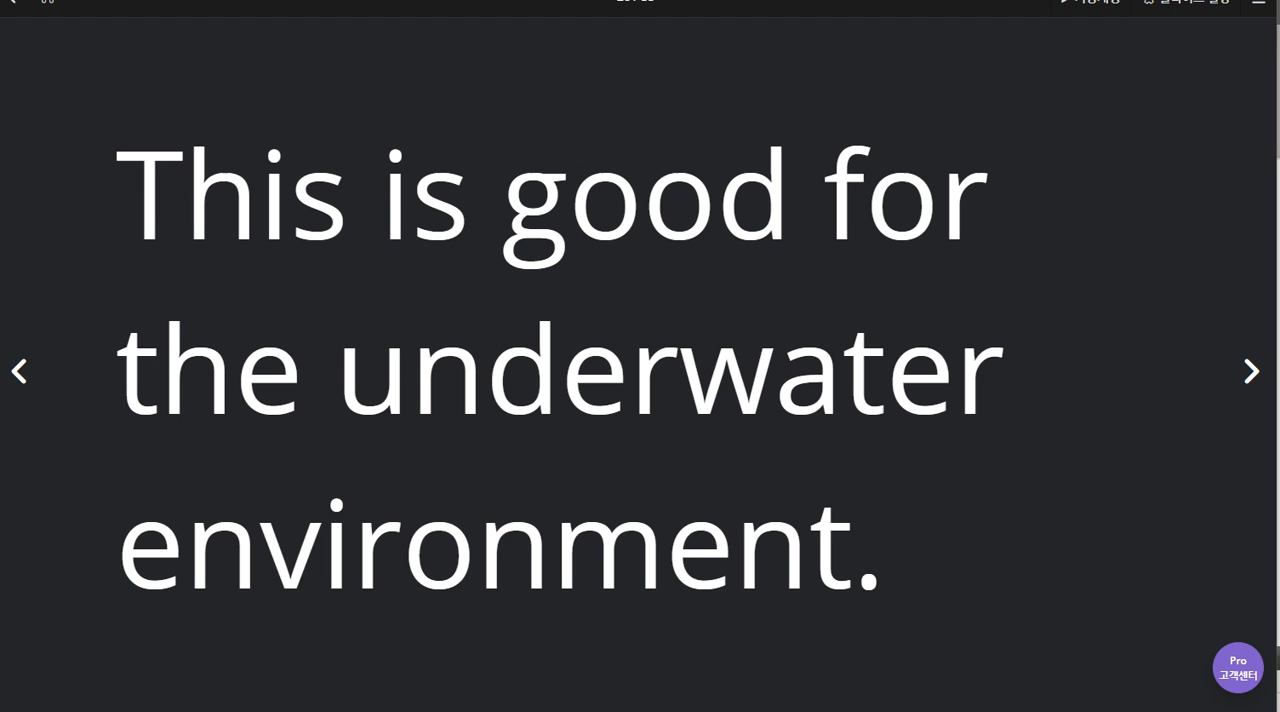 This is good for
the underwater
environment.
Pro
고객센터